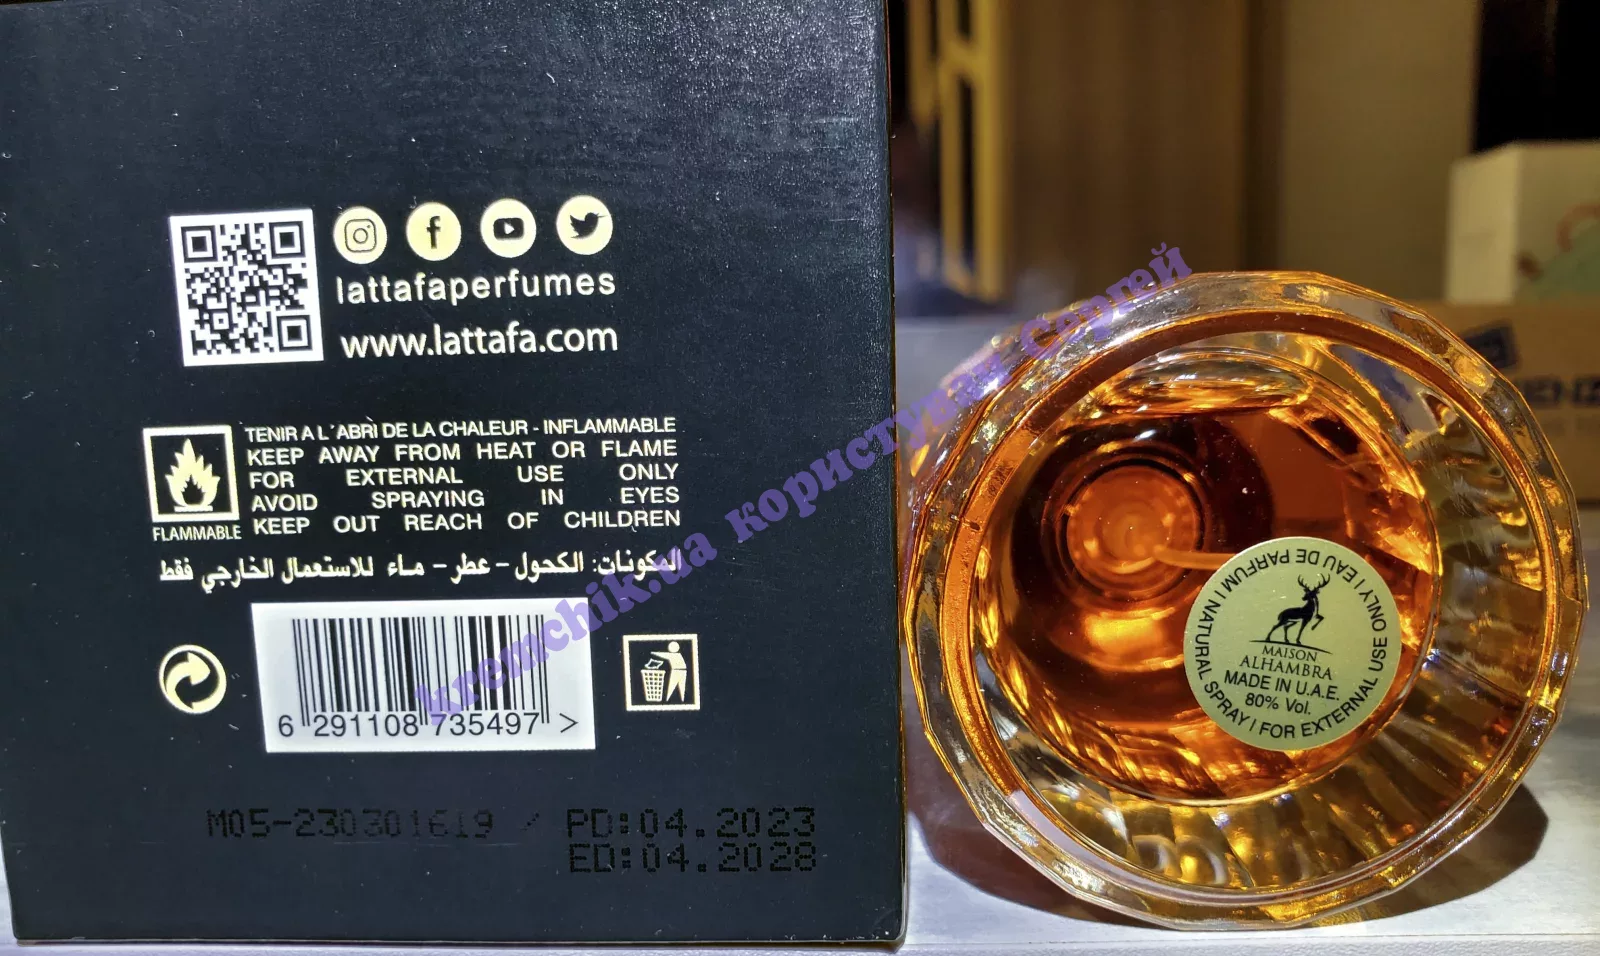 lattafaperfumes
www.lattafa.com
TENIR A L'ABRI DE LA CHALEUR - INFLAMMABLE
KEEP AWAY FROM HEAT OR FLAME
FOR EXTERNAL USE ONLY
AVOID SPRAYING IN EYES
KEEP OUT REACH OF CHILDREN
FLAMMABLE
المكونات: الكحول - عطر - ماء للاستعمال الخارجي فقط
6 291108 735497 >
M05-230301619 / PD:04.2023
ED:04.2028
kremchik.ua користувач Сергей
MAISON
ALHAMBRA
MADE IN U.A.E.
80% Vol.
NATURAL SPRAY / FOR EXTERNAL USE ONLY / EAU DE PARFUM /